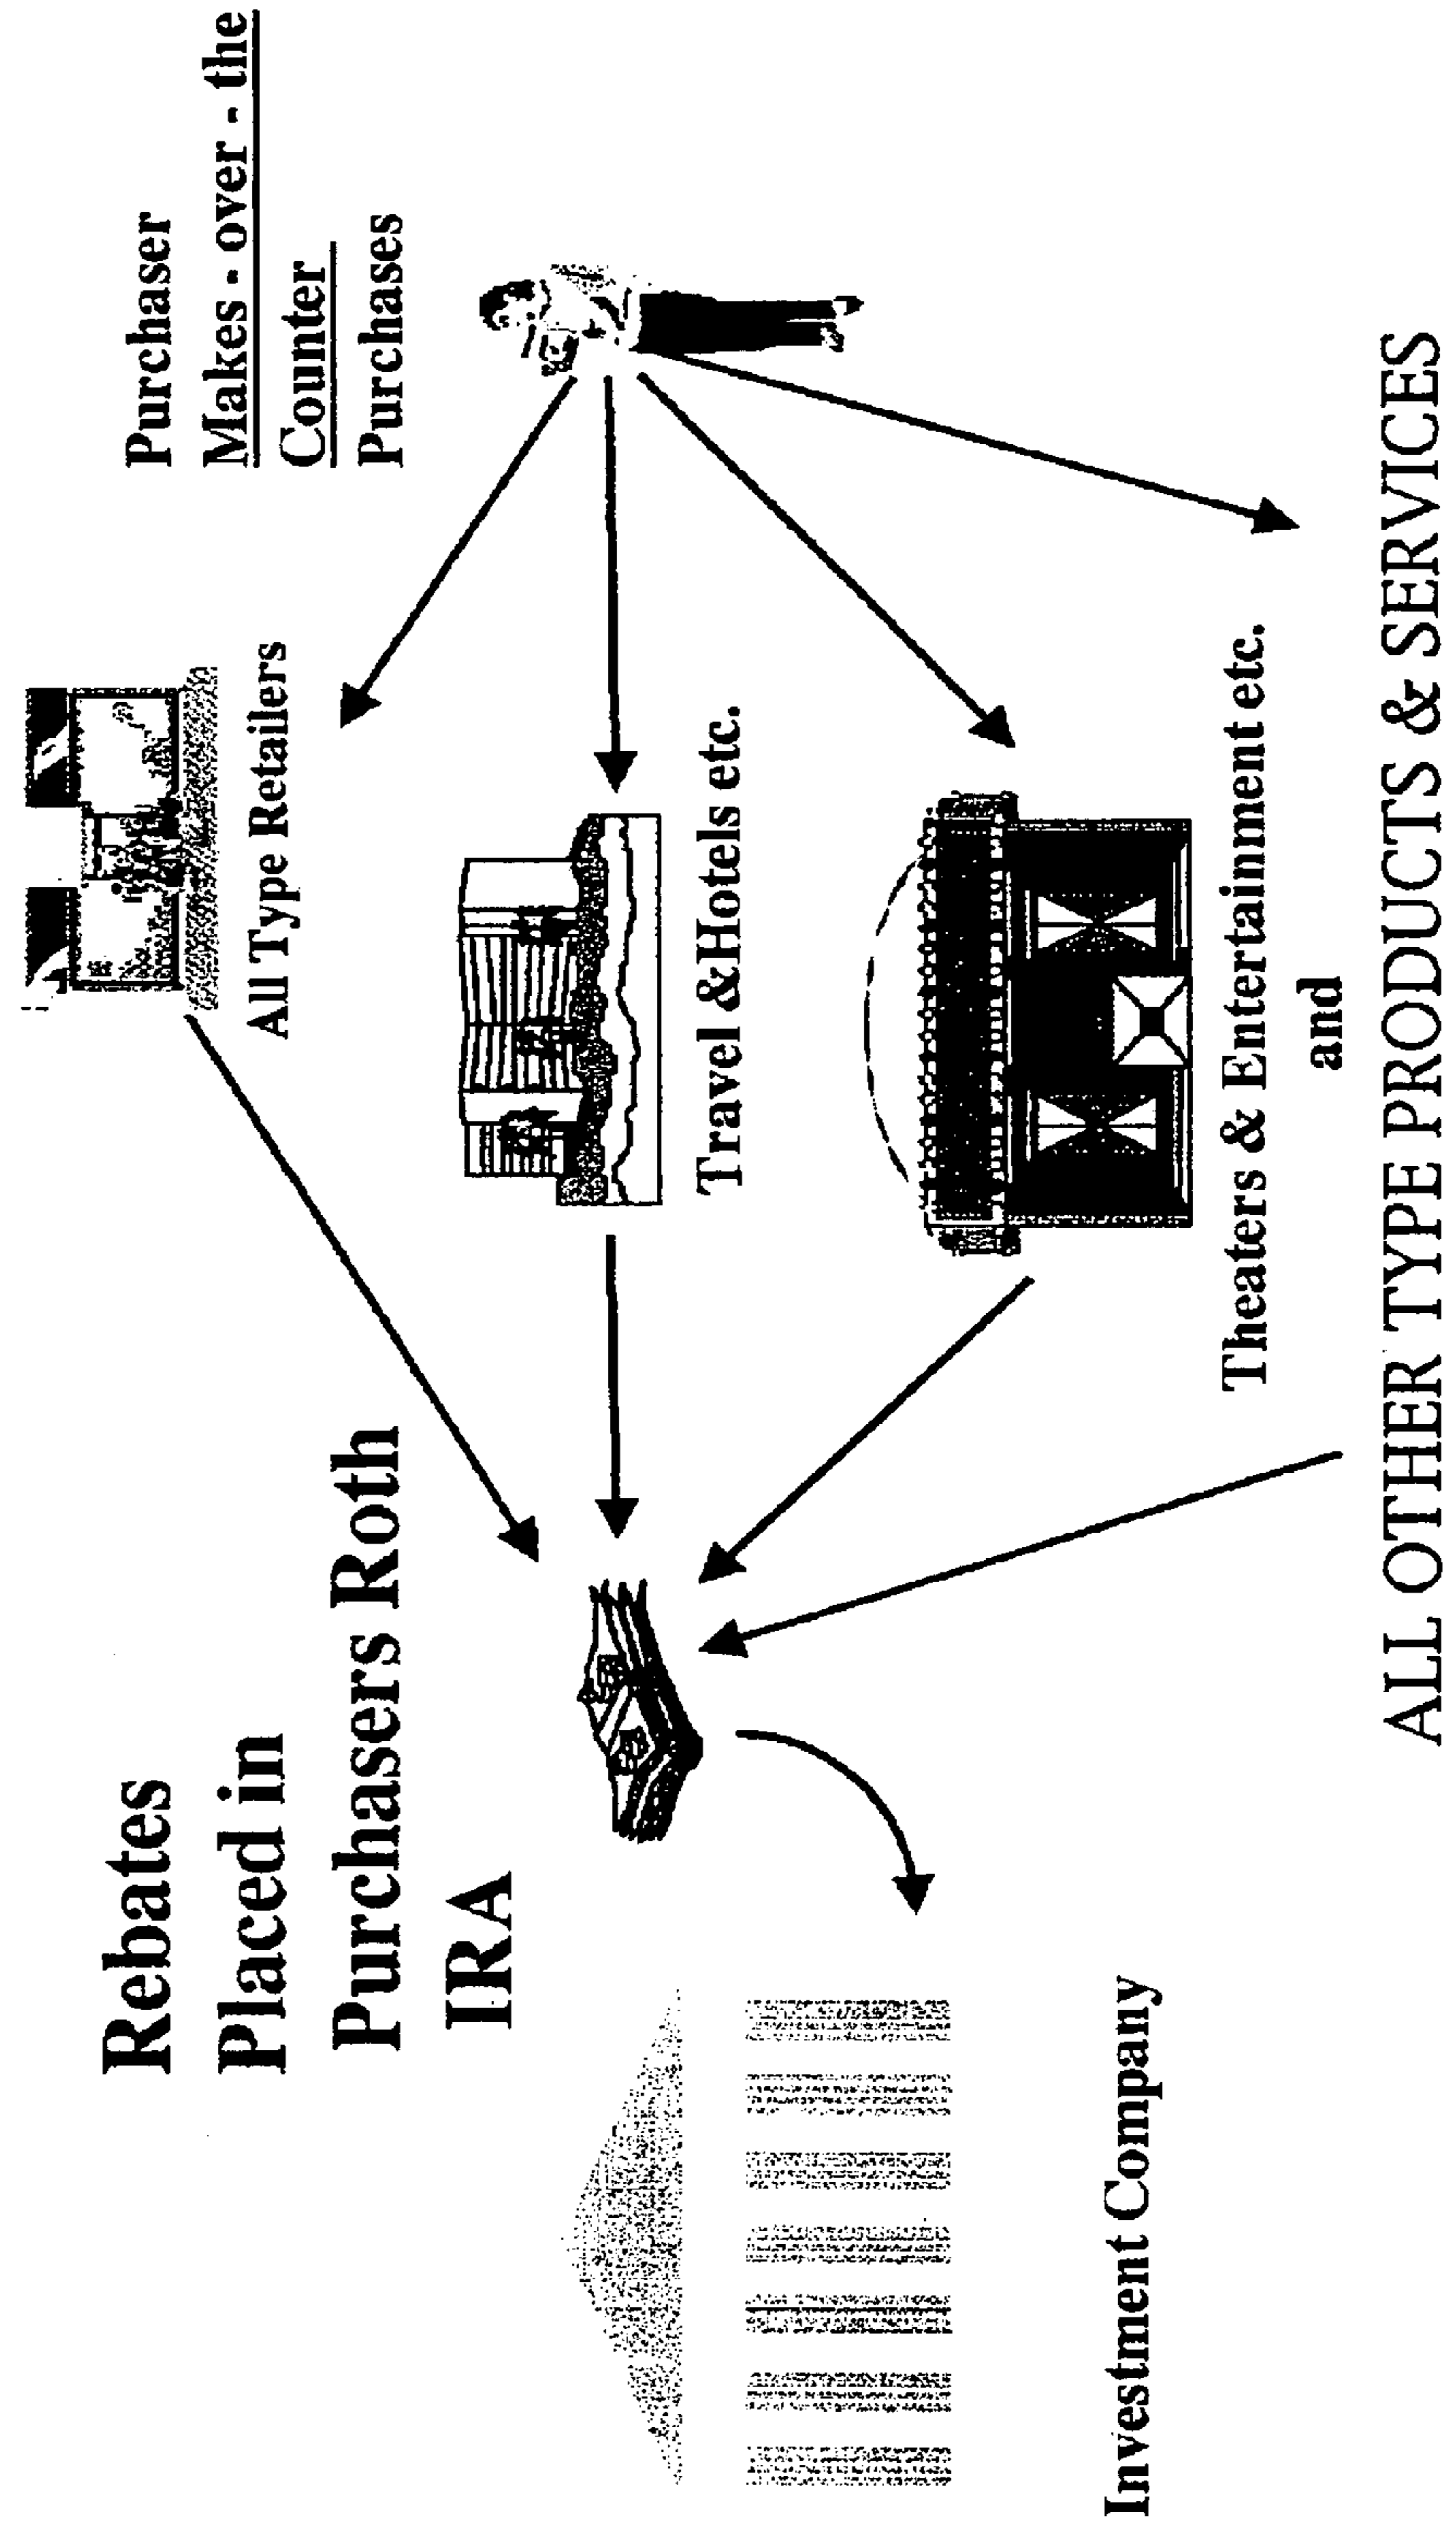 Purchaser
Makes - over - the
Counter
Purchases
All Type Retailers
Rebates
Placed in
Purchasers Roth
IRA
Travel &Hotels etc.
Investment Company
Theaters & Entertainment etc.
and
ALL OTHER TYPE PRODUCTS & SERVICES